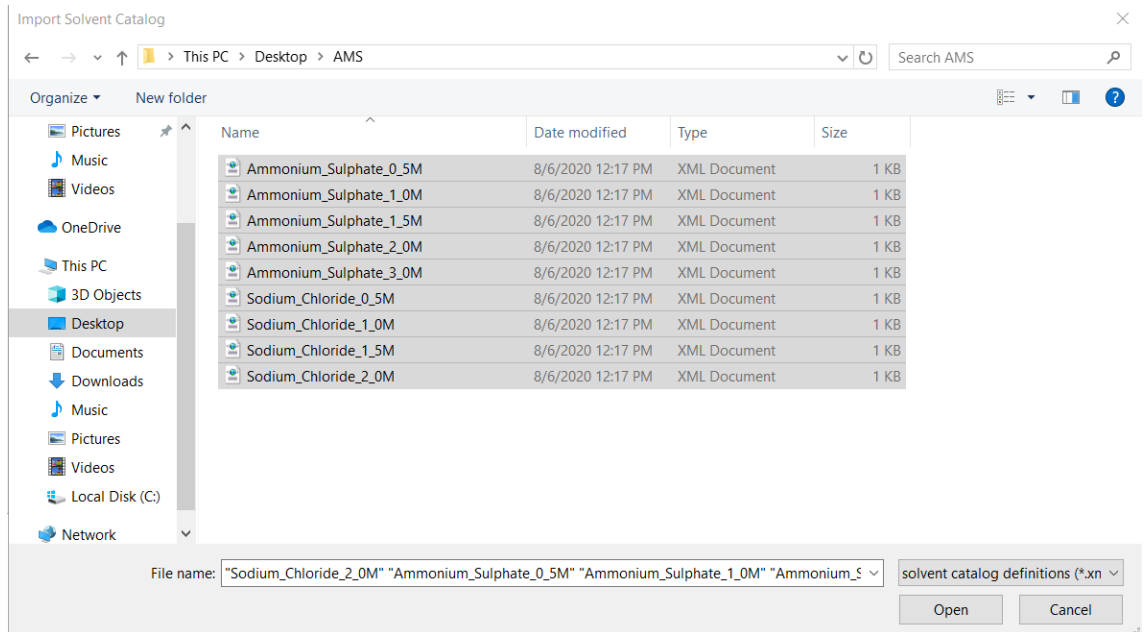 Import Solvent Catalog
This PC > Desktop > AMS
Search AMS
Organize
New folder
Pictures
Music
Videos
OneDrive
This PC
3D Objects
Desktop
Documents
Downloads
Music
Pictures
Videos
Local Disk (C:)
Network
Name Date modified Type Size
Ammonium_Sulphate_0_5M 8/6/2020 12:17 PM XML Document 1 KB
Ammonium_Sulphate_1_0M 8/6/2020 12:17 PM XML Document 1 KB
Ammonium_Sulphate_1_5M 8/6/2020 12:17 PM XML Document 1 KB
Ammonium_Sulphate_2_0M 8/6/2020 12:17 PM XML Document 1 KB
Ammonium_Sulphate_3_0M 8/6/2020 12:17 PM XML Document 1 KB
Sodium_Chloride_0_5M 8/6/2020 12:17 PM XML Document 1 KB
Sodium_Chloride_1_0M 8/6/2020 12:17 PM XML Document 1 KB
Sodium_Chloride_1_5M 8/6/2020 12:17 PM XML Document 1 KB
Sodium_Chloride_2_0M 8/6/2020 12:17 PM XML Document 1 KB
File name: "Sodium_Chloride_2_0M" "Ammonium_Sulphate_0_5M" "Ammonium_Sulphate_1_0M" "Ammonium_S
solvent catalog definitions (*.xn
Open
Cancel